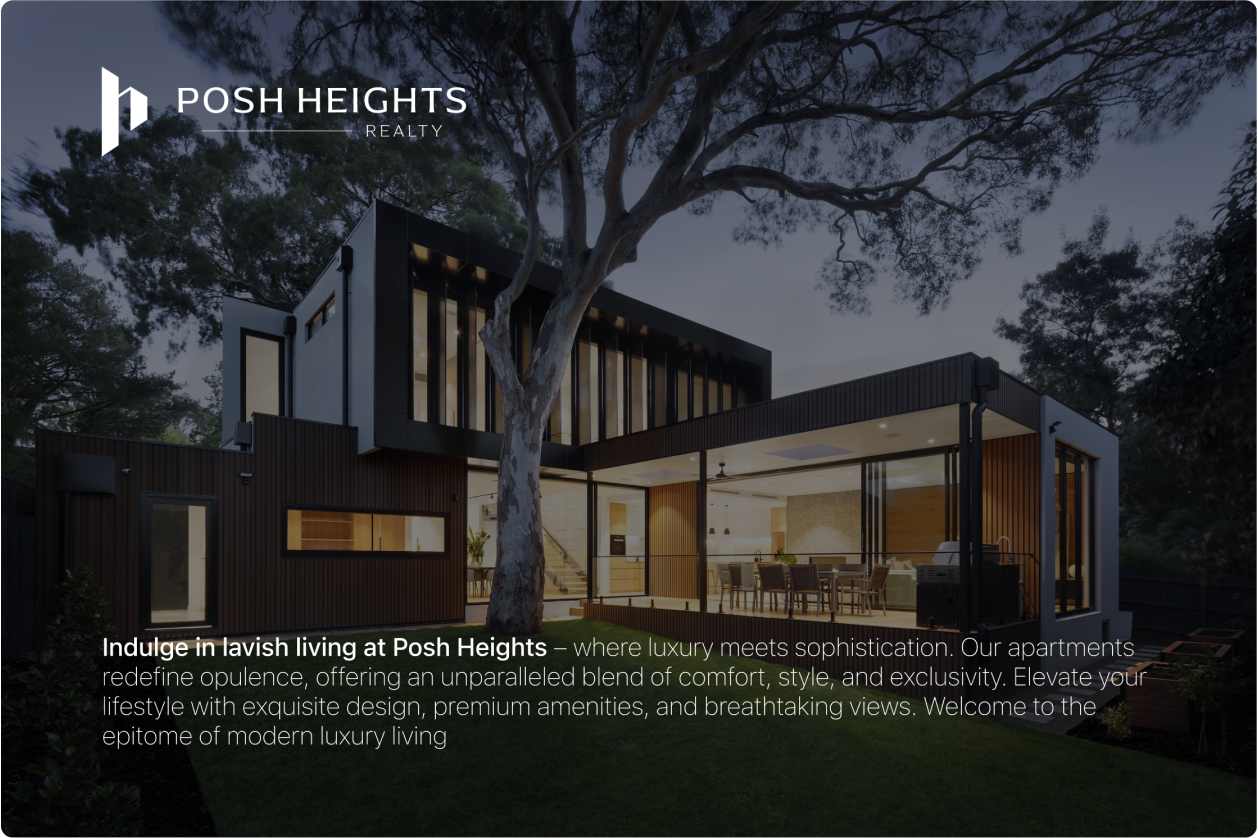 POSH HEIGHTS
REALTY
Indulge in lavish living at Posh Heights – where luxury meets sophistication. Our apartments
redefine opulence, offering an unparalleled blend of comfort, style, and exclusivity. Elevate your
lifestyle with exquisite design, premium amenities, and breathtaking views. Welcome to the
epitome of modern luxury living